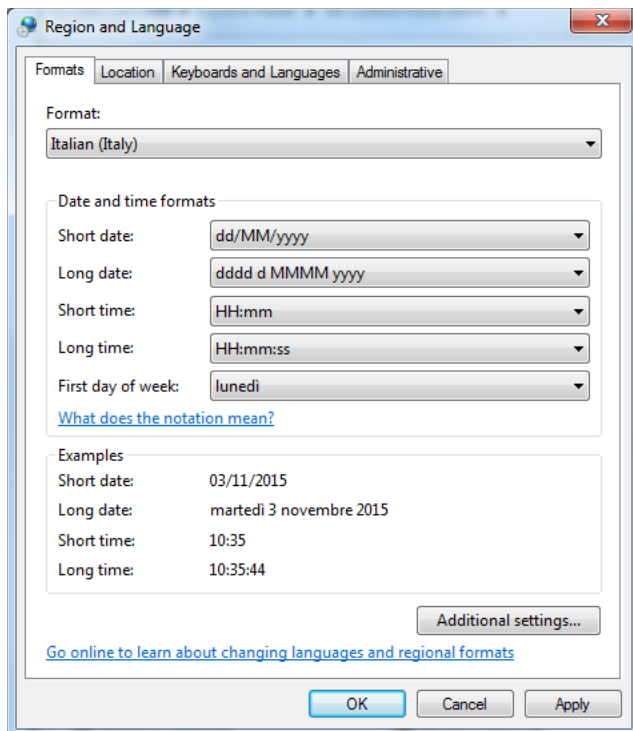 Region and Language
Formats Location Keyboards and Languages Administrative
Format:
Italian (Italy)
Date and time formats
Short date: dd/MM/yyyy
Long date: dddd d MMMM yyyy
Short time: HH:mm
Long time: HH:mm:ss
First day of week: lunedì
What does the notation mean?
Examples
Short date: 03/11/2015
Long date: martedì 3 novembre 2015
Short time: 10:35
Long time: 10:35:44
Additional settings...
Go online to learn about changing languages and regional formats
OK Cancel Apply